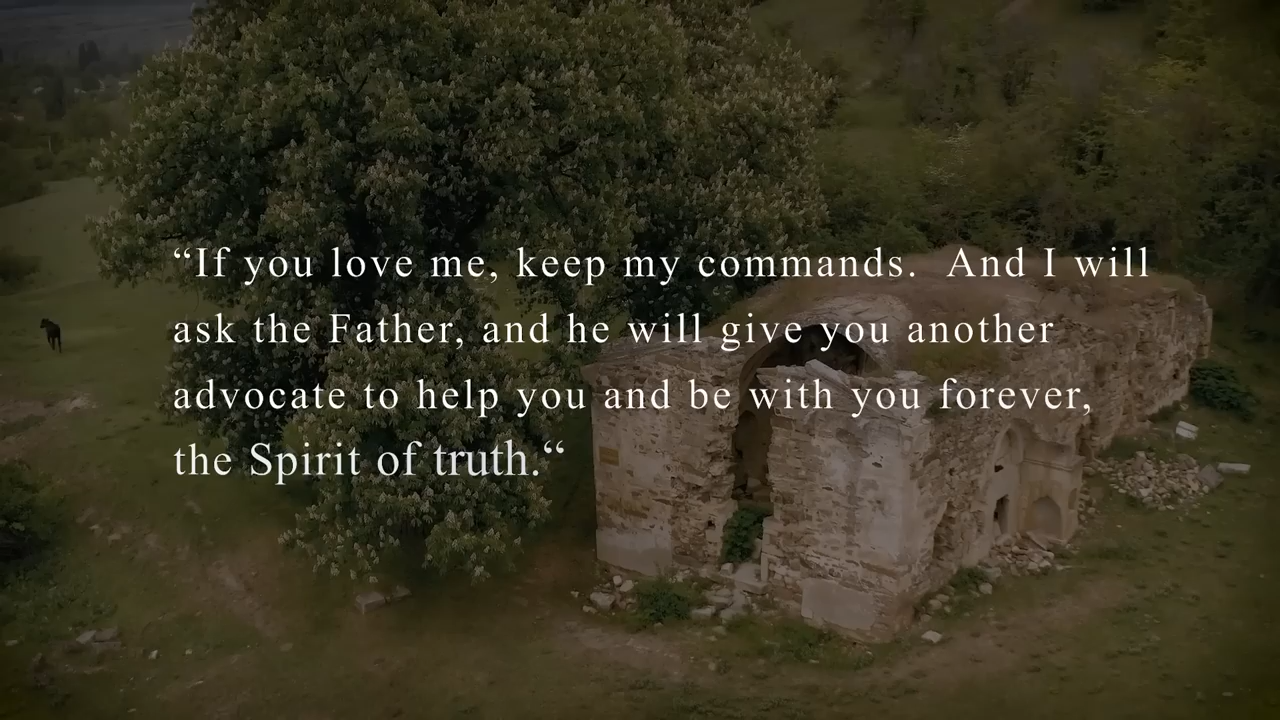 “If you love me, keep my commands.  And I will
ask the Father, and he will give you another
advocate to help you and be with you forever,
the Spirit of truth.“